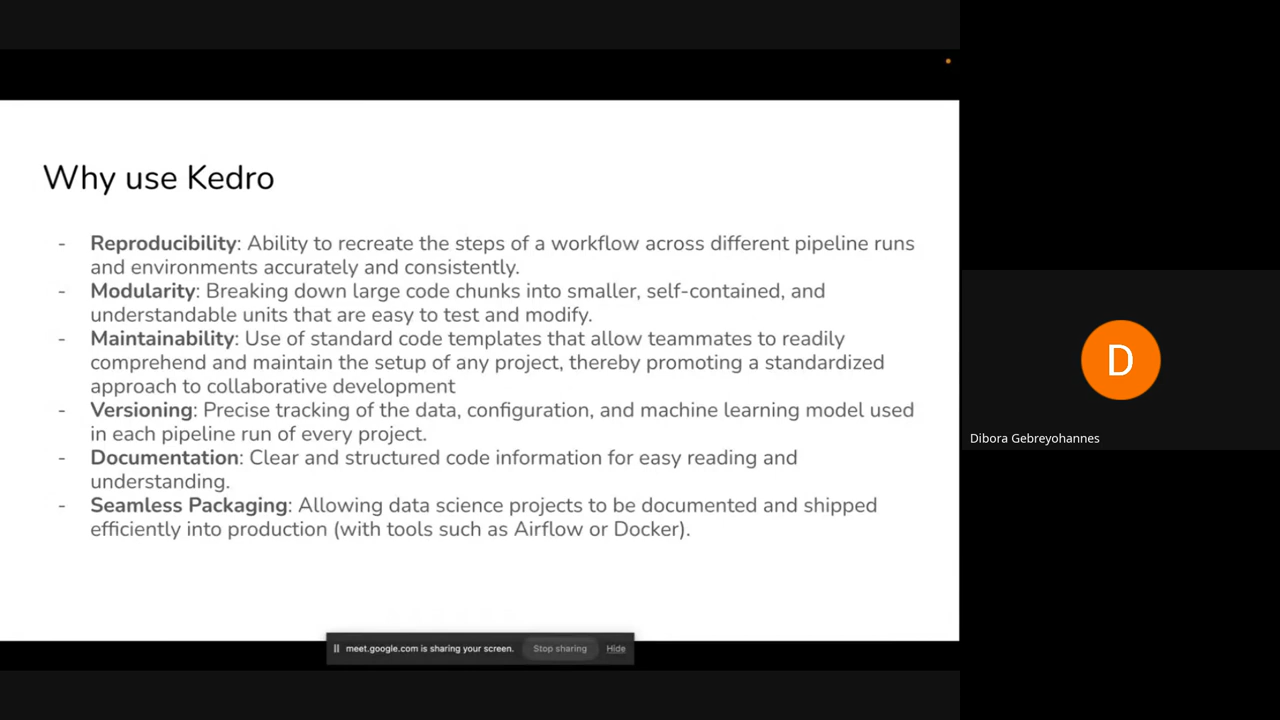 Why use Kedro
- Reproducibility: Ability to recreate the steps of a workflow across different pipeline runs
and environments accurately and consistently.
- Modularity: Breaking down large code chunks into smaller, self-contained, and
understandable units that are easy to test and modify.
- Maintainability: Use of standard code templates that allow teammates to readily
comprehend and maintain the setup of any project, thereby promoting a standardized
approach to collaborative development
- Versioning: Precise tracking of the data, configuration, and machine learning model used
in each pipeline run of every project.
- Documentation: Clear and structured code information for easy reading and
understanding.
- Seamless Packaging: Allowing data science projects to be documented and shipped
efficiently into production (with tools such as Airflow or Docker).
meet.google.com is sharing your screen. Stop sharing Hide
D
Dibora Gebreyohannes